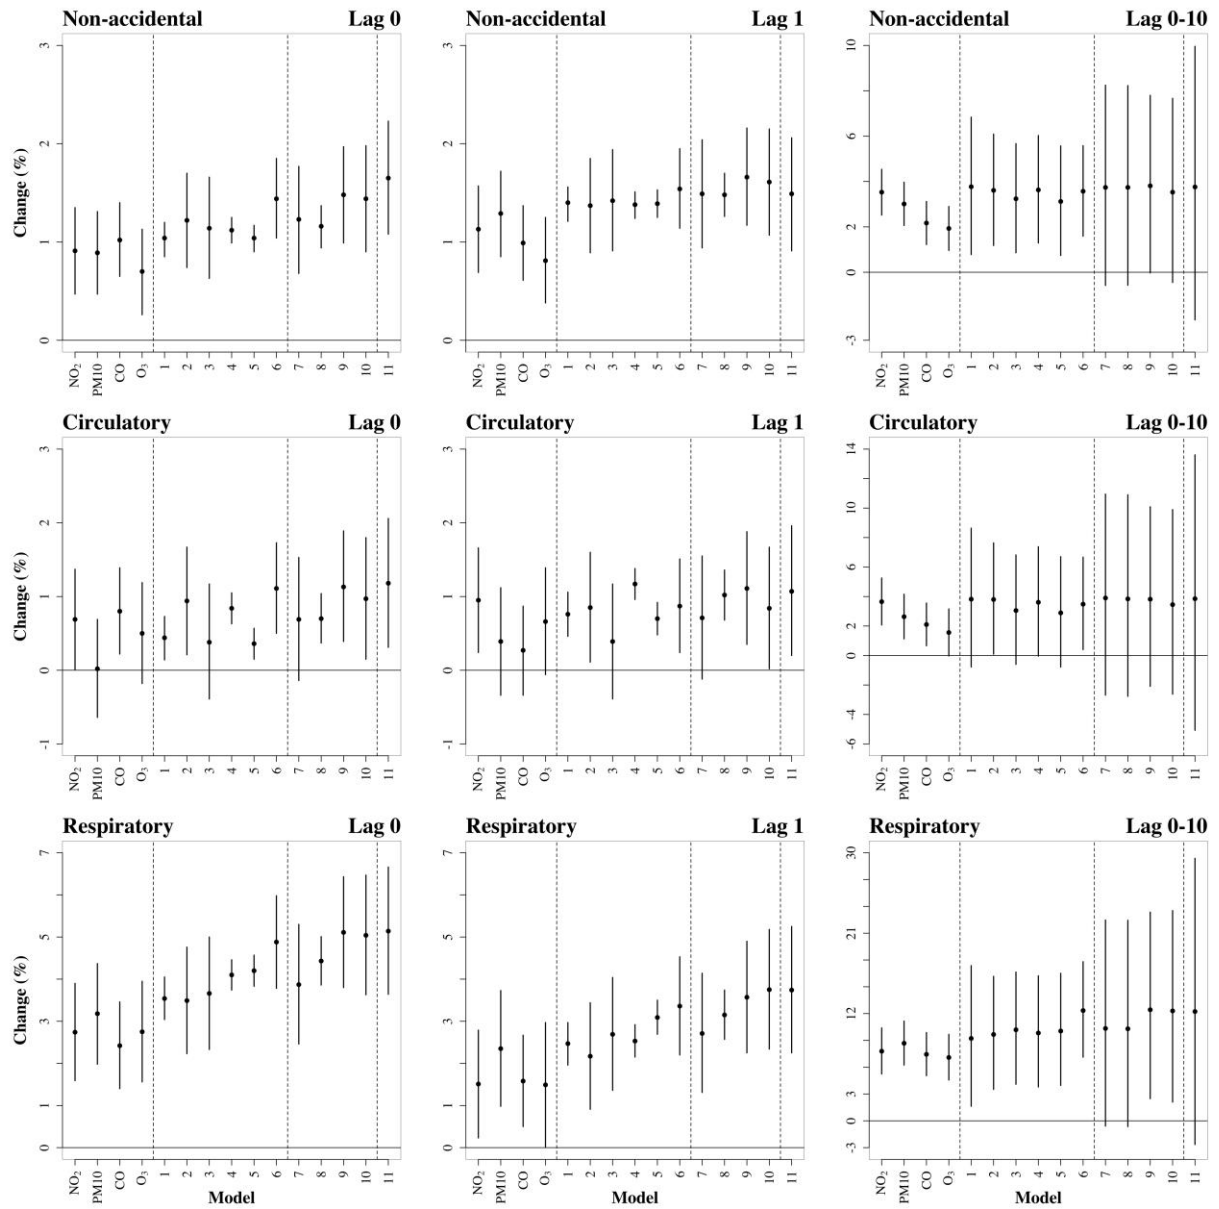 Non-accidental Lag 0
Non-accidental Lag 1
Non-accidental Lag 0-10
Change (%)
3
2
1
0
3
2
1
0
10
6
2
0
-3
NO2 PM10 CO O3 1 2 3 4 5 6 7 8 9 10 11
NO2 PM10 CO O3 1 2 3 4 5 6 7 8 9 10 11
NO2 PM10 CO O3 1 2 3 4 5 6 7 8 9 10 11
Circulatory Lag 0
Circulatory Lag 1
Circulatory Lag 0-10
Change (%)
3
2
1
0
-1
3
2
1
0
-1
14
10
6
2
0
-4
-6
NO2 PM10 CO O3 1 2 3 4 5 6 7 8 9 10 11
NO2 PM10 CO O3 1 2 3 4 5 6 7 8 9 10 11
NO2 PM10 CO O3 1 2 3 4 5 6 7 8 9 10 11
Respiratory Lag 0
Respiratory Lag 1
Respiratory Lag 0-10
Change (%)
7
5
3
1
0
7
5
3
1
0
30
21
12
3
0
-3
NO2 PM10 CO O3 1 2 3 4 5 6 7 8 9 10 11
NO2 PM10 CO O3 1 2 3 4 5 6 7 8 9 10 11
NO2 PM10 CO O3 1 2 3 4 5 6 7 8 9 10 11
Model
Model
Model